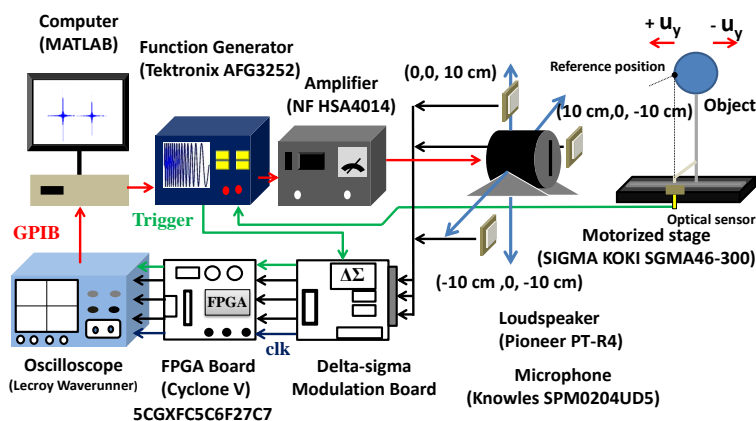 Computer
(MATLAB)
Function Generator
(Tektronix AFG3252)
Amplifier
(NF HSA4014)
(0,0, 10 cm)
+ uy
- uy
Reference position
Object
(10 cm,0, -10 cm)
Trigger
GPIB
Optical sensor
Motorized stage
(SIGMA KOKI SGMA46-300)
(-10 cm ,0, -10 cm)
ΔΣ
FPGA
clk
Oscilloscope
(Lecroy Waverunner)
FPGA Board
(Cyclone V)
5CGXFC5C6F27C7
Delta-sigma
Modulation Board
Loudspeaker
(Pioneer PT-R4)
Microphone
(Knowles SPM0204UD5)